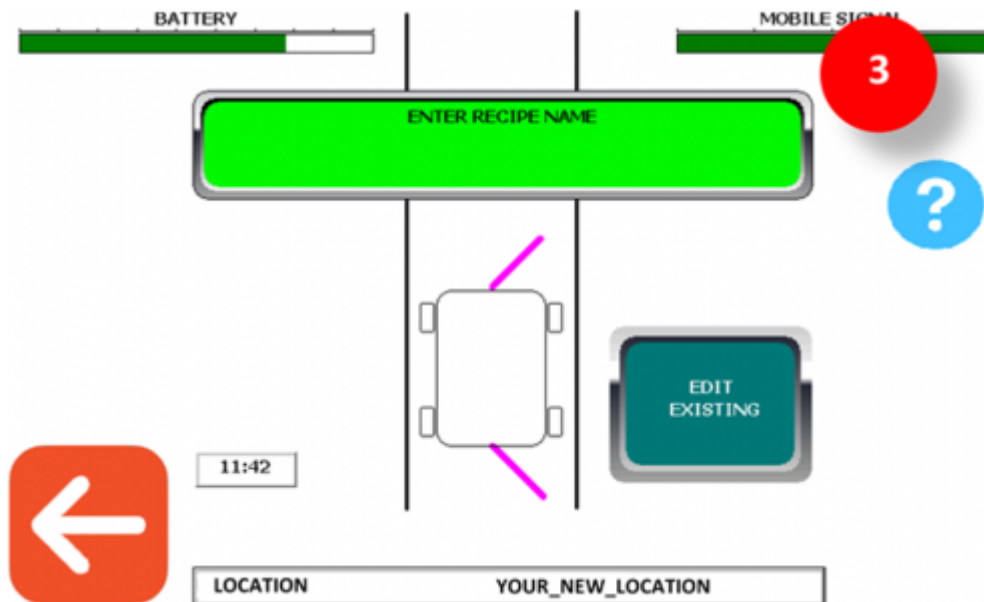 BATTERY
MOBILE SIGNAL
3
ENTER RECIPE NAME
?
EDIT
EXISTING
11:42
LOCATION YOUR_NEW_LOCATION